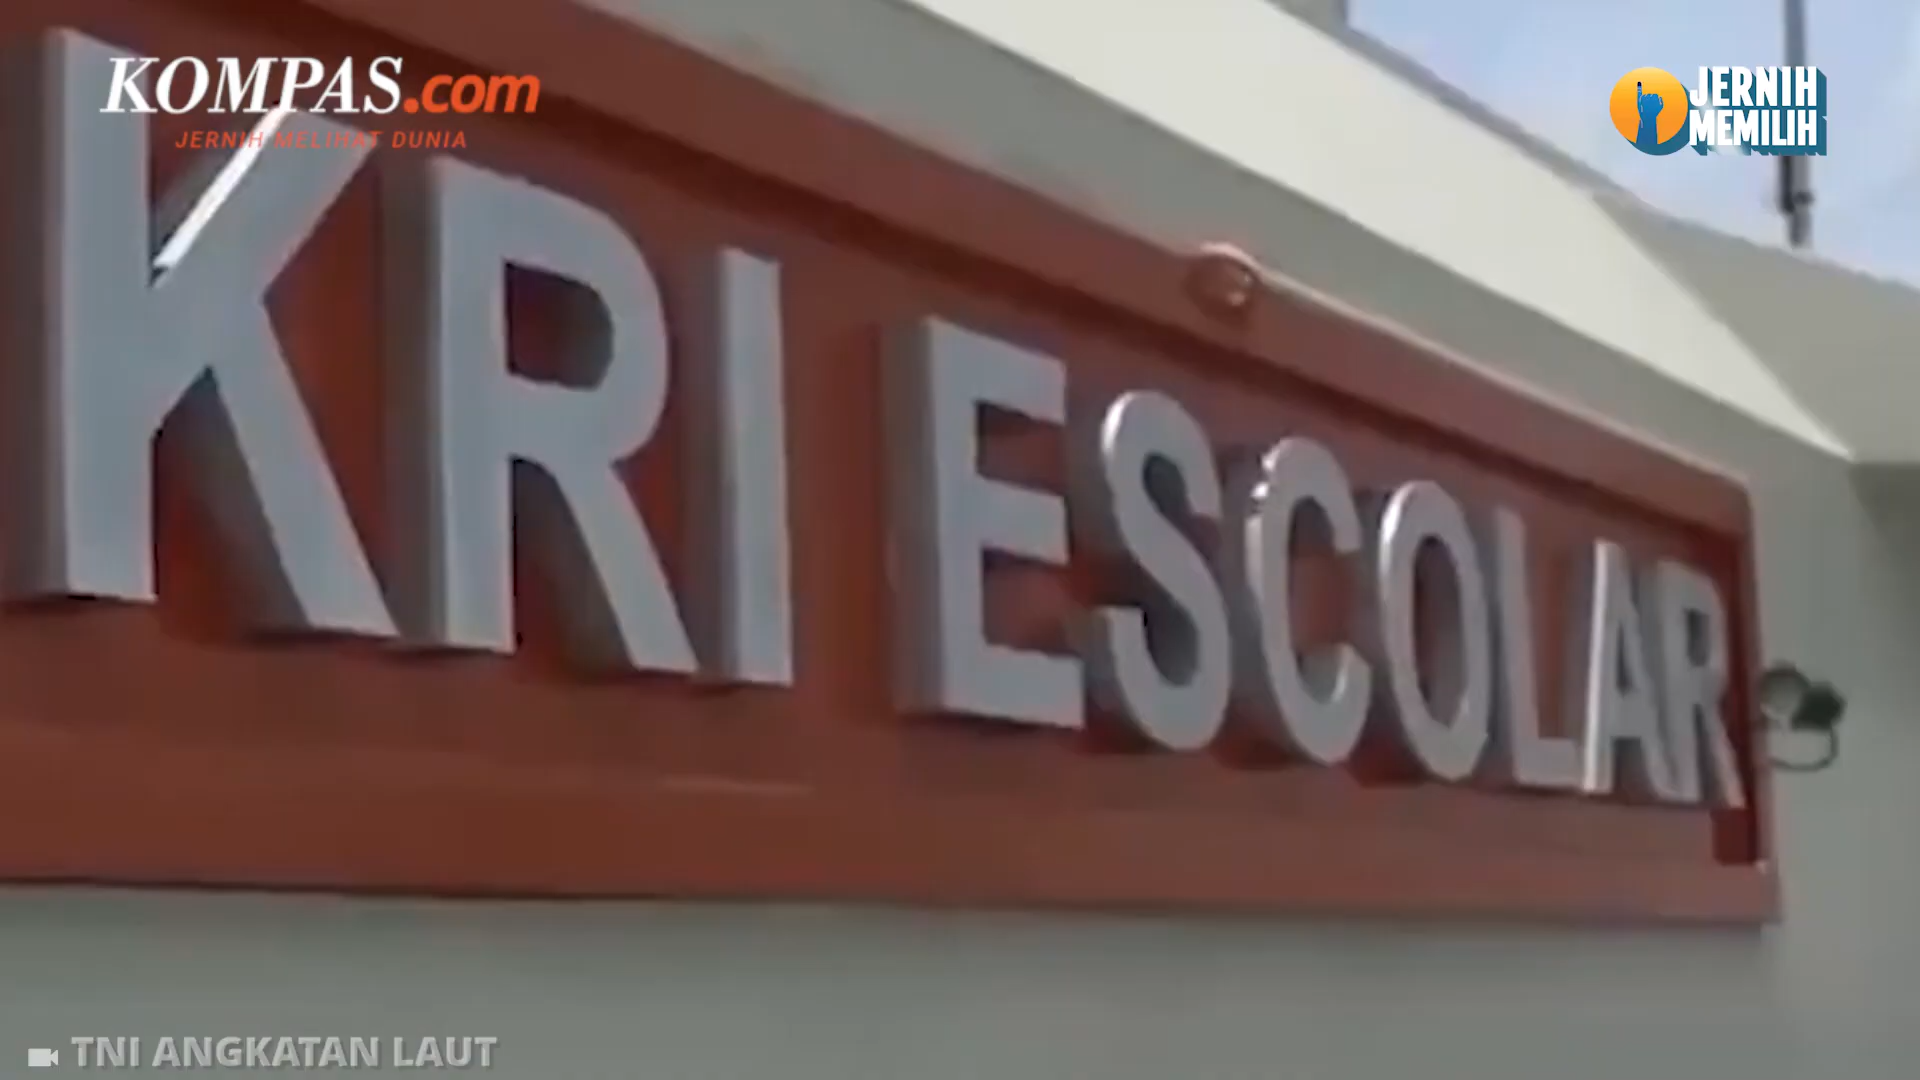 KOMPAS.com
JERNIH MELIHAT DUNIA
JERNIH
MEMILIH
KRI ESCOLAR
TNI ANGKATAN LAUT